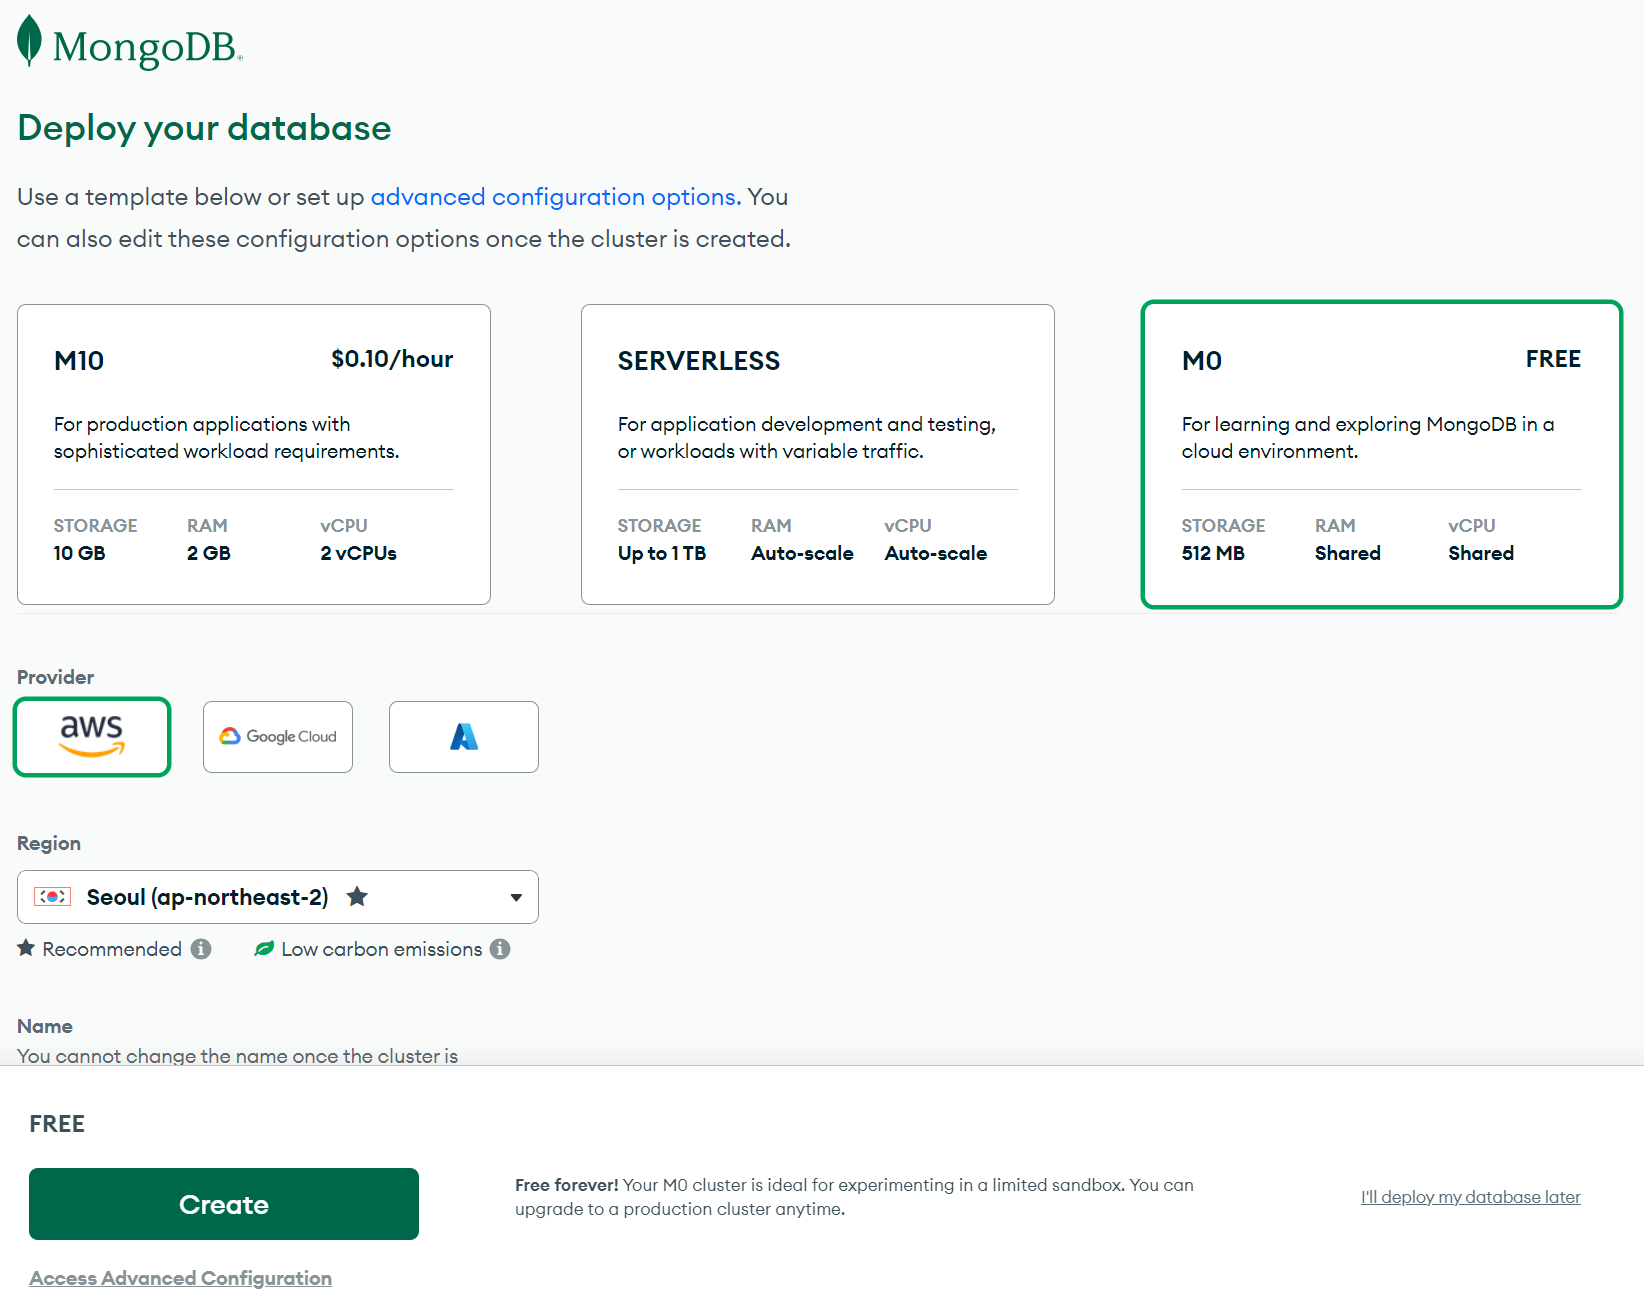 MongoDB®
Deploy your database
Use a template below or set up advanced configuration options. You
can also edit these configuration options once the cluster is created.
M10 $0.10/hour
For production applications with
sophisticated workload requirements.
STORAGE RAM vCPU
10 GB 2 GB 2 vCPUs
SERVERLESS
For application development and testing,
or workloads with variable traffic.
STORAGE RAM vCPU
Up to 1 TB Auto-scale Auto-scale
M0 FREE
For learning and exploring MongoDB in a
cloud environment.
STORAGE RAM vCPU
512 MB Shared Shared
Provider
aws Google Cloud
Region
Seoul (ap-northeast-2) ★
★ Recommended Low carbon emissions
Name
You cannot change the name once the cluster is
FREE
Create
Access Advanced Configuration
Free forever! Your M0 cluster is ideal for experimenting in a limited sandbox. You can
upgrade to a production cluster anytime.
I'll deploy my database later